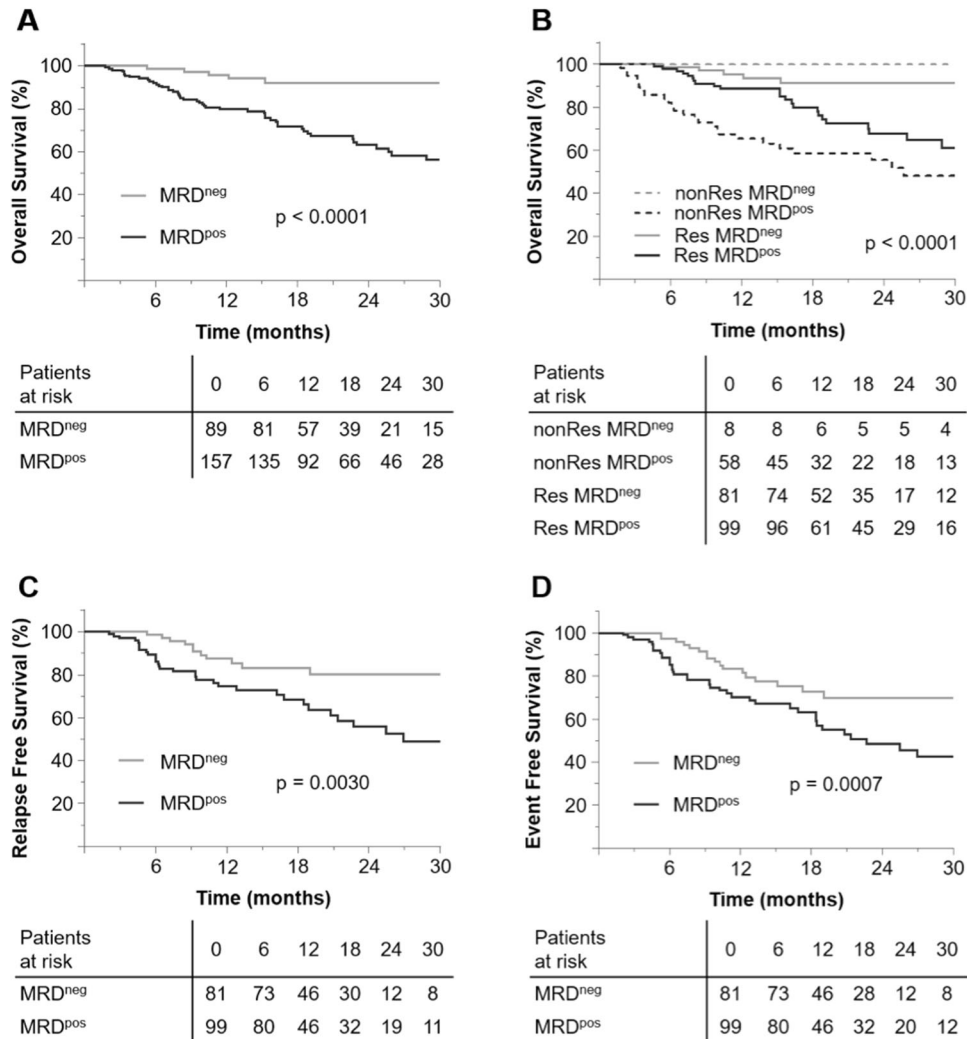 A
Overall Survival (%)
100
80
60
40
20
MRDneg
MRDpos
p < 0.0001
6 12 18 24 30
Time (months)
Patients at risk 0 6 12 18 24 30
MRDneg 89 81 57 39 21 15
MRDpos 157 135 92 66 46 28
B
Overall Survival (%)
100
80
60
40
20
nonRes MRDneg
nonRes MRDpos
Res MRDneg
Res MRDpos
p < 0.0001
6 12 18 24 30
Time (months)
Patients at risk 0 6 12 18 24 30
nonRes MRDneg 8 8 6 5 5 4
nonRes MRDpos 58 45 32 22 18 13
Res MRDneg 81 74 52 35 17 12
Res MRDpos 99 96 61 45 29 16
C
Relapse Free Survival (%)
100
80
60
40
20
MRDneg
MRDpos
p = 0.0030
6 12 18 24 30
Time (months)
Patients at risk 0 6 12 18 24 30
MRDneg 81 73 46 30 12 8
MRDpos 99 80 46 32 19 11
D
Event Free Survival (%)
100
80
60
40
20
MRDneg
MRDpos
p = 0.0007
6 12 18 24 30
Time (months)
Patients at risk 0 6 12 18 24 30
MRDneg 81 73 46 28 12 8
MRDpos 99 80 46 32 20 12